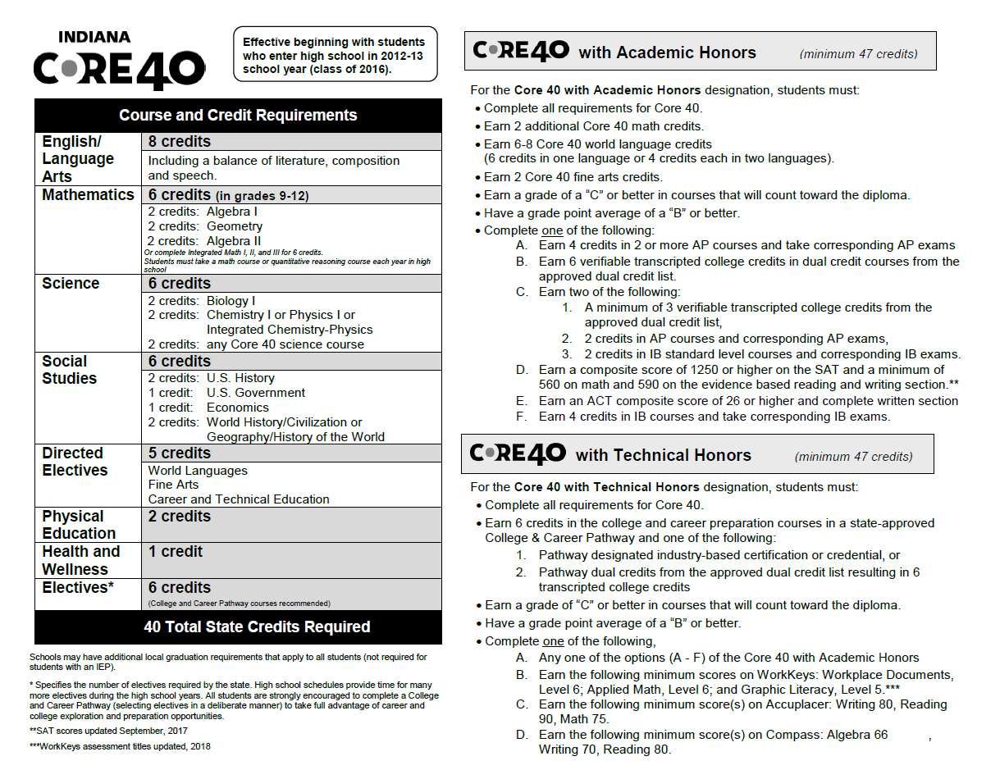 INDIANA
CORE 40
Effective beginning with students
who enter high school in 2012-13
school year (class of 2016).
Course and Credit Requirements
English/
Language
Arts
8 credits
Including a balance of literature, composition
and speech.
Mathematics
6 credits (in grades 9-12)
2 credits: Algebra I
2 credits: Geometry
2 credits: Algebra II
Or complete Integrated Math I, II, and III for 6 credits.
Students must take a math course or quantitative reasoning course each year in high
school
Science
6 credits
2 credits: Biology I
2 credits: Chemistry I or Physics I or
Integrated Chemistry-Physics
2 credits: any Core 40 science course
Social
Studies
6 credits
2 credits: U.S. History
1 credit: U.S. Government
1 credit: Economics
2 credits: World History/Civilization or
Geography/History of the World
Directed
Electives
5 credits
World Languages
Fine Arts
Career and Technical Education
Physical
Education
2 credits
Health and
Wellness
1 credit
Electives*
6 credits
(College and Career Pathway courses recommended)
40 Total State Credits Required
Schools may have additional local graduation requirements that apply to all students (not required for
students with an IEP).
* Specifies the number of electives required by the state. High school schedules provide time for many
more electives during the high school years. All students are strongly encouraged to complete a College
and Career Pathway (selecting electives in a deliberate manner) to take full advantage of career and
college exploration and preparation opportunities.
**SAT scores updated September, 2017
***WorkKeys assessment titles updated, 2018
CORE 40 with Academic Honors (minimum 47 credits)
For the Core 40 with Academic Honors designation, students must:
• Complete all requirements for Core 40.
• Earn 2 additional Core 40 math credits.
• Earn 6-8 Core 40 world language credits
(6 credits in one language or 4 credits each in two languages).
• Earn 2 Core 40 fine arts credits.
• Earn a grade of a “C” or better in courses that will count toward the diploma.
• Have a grade point average of a “B” or better.
• Complete one of the following:
A. Earn 4 credits in 2 or more AP courses and take corresponding AP exams
B. Earn 6 verifiable transcripted college credits in dual credit courses from the
approved dual credit list.
C. Earn two of the following:
1. A minimum of 3 verifiable transcripted college credits from the
approved dual credit list,
2. 2 credits in AP courses and corresponding AP exams,
3. 2 credits in IB standard level courses and corresponding IB exams.
D. Earn a composite score of 1250 or higher on the SAT and a minimum of
560 on math and 590 on the evidence based reading and writing section.**
E. Earn an ACT composite score of 26 or higher and complete written section
F. Earn 4 credits in IB courses and take corresponding IB exams.
CORE 40 with Technical Honors (minimum 47 credits)
For the Core 40 with Technical Honors designation, students must:
• Complete all requirements for Core 40.
• Earn 6 credits in the college and career preparation courses in a state-approved
College & Career Pathway and one of the following:
1. Pathway designated industry-based certification or credential, or
2. Pathway dual credits from the approved dual credit list resulting in 6
transcripted college credits
• Earn a grade of “C” or better in courses that will count toward the diploma.
• Have a grade point average of a “B” or better.
• Complete one of the following,
A. Any one of the options (A - F) of the Core 40 with Academic Honors
B. Earn the following minimum scores on WorkKeys: Workplace Documents,
Level 6; Applied Math, Level 6; and Graphic Literacy, Level 5.***
C. Earn the following minimum score(s) on Accuplacer: Writing 80, Reading
90, Math 75.
D. Earn the following minimum score(s) on Compass: Algebra 66 ,
Writing 70, Reading 80.